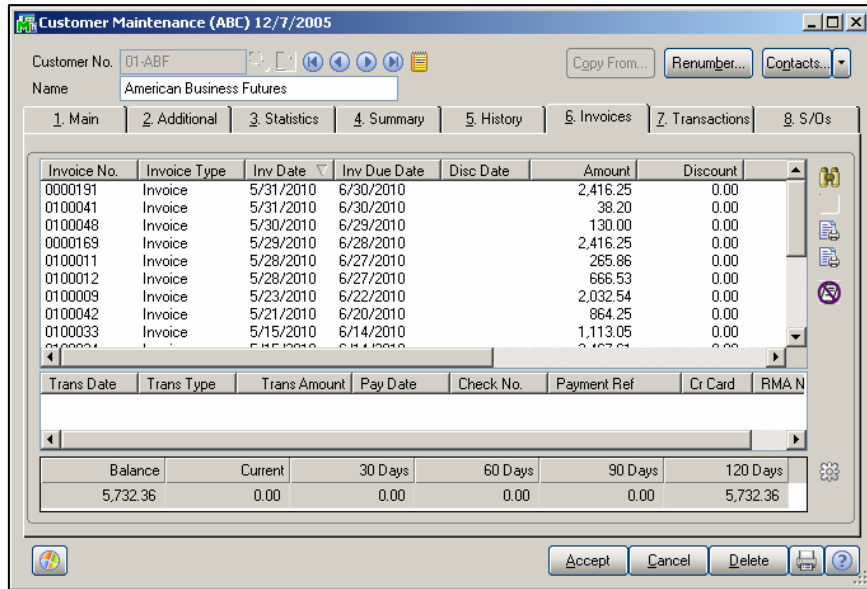 Customer Maintenance (ABC) 12/7/2005
Customer No. 01-ABF Copy From... Renumber... Contacts...
Name American Business Futures
1. Main 2. Additional 3. Statistics 4. Summary 5. History 6. Invoices 7. Transactions 8. S/Os
Invoice No. Invoice Type Inv Date Inv Due Date Disc Date Amount Discount
0000191 Invoice 5/31/2010 6/30/2010 2,416.25 0.00
0100041 Invoice 5/31/2010 6/30/2010 38.20 0.00
0100048 Invoice 5/30/2010 6/29/2010 130.00 0.00
0000169 Invoice 5/29/2010 6/28/2010 2,416.25 0.00
0100011 Invoice 5/28/2010 6/27/2010 265.86 0.00
0100012 Invoice 5/28/2010 6/27/2010 666.53 0.00
0100009 Invoice 5/23/2010 6/22/2010 2,032.54 0.00
0100042 Invoice 5/21/2010 6/20/2010 864.25 0.00
0100033 Invoice 5/15/2010 6/14/2010 1,113.05 0.00
Trans Date Trans Type Trans Amount Pay Date Check No. Payment Ref Cr Card RMA N
Balance Current 30 Days 60 Days 90 Days 120 Days
5,732.36 0.00 0.00 0.00 0.00 5,732.36
Accept Cancel Delete